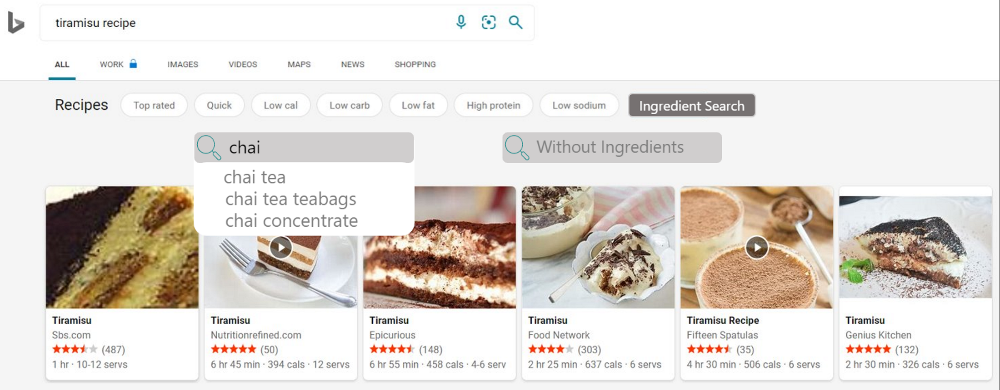 tiramisu recipe
ALL WORK IMAGES VIDEOS MAPS NEWS SHOPPING
Recipes Top rated Quick Low cal Low carb Low fat High protein Low sodium Ingredient Search
chai
Without Ingredients
chai tea
chai tea teabags
chai concentrate
Tiramisu
Sbs.com
(487)
1 hr · 10-12 servs
Tiramisu
Nutritionrefined.com
(50)
6 hr 45 min · 394 cals · 12 servs
Tiramisu
Epicurious
(148)
6 hr 55 min · 458 cals · 4-6 serv
Tiramisu
Food Network
(303)
2 hr 25 min · 637 cals · 6 servs
Tiramisu Recipe
Fifteen Spatulas
(35)
4 hr 30 min · 506 cals · 6 servs
Tiramisu
Genius Kitchen
(132)
2 hr 30 min · 326 cals · 6 servs